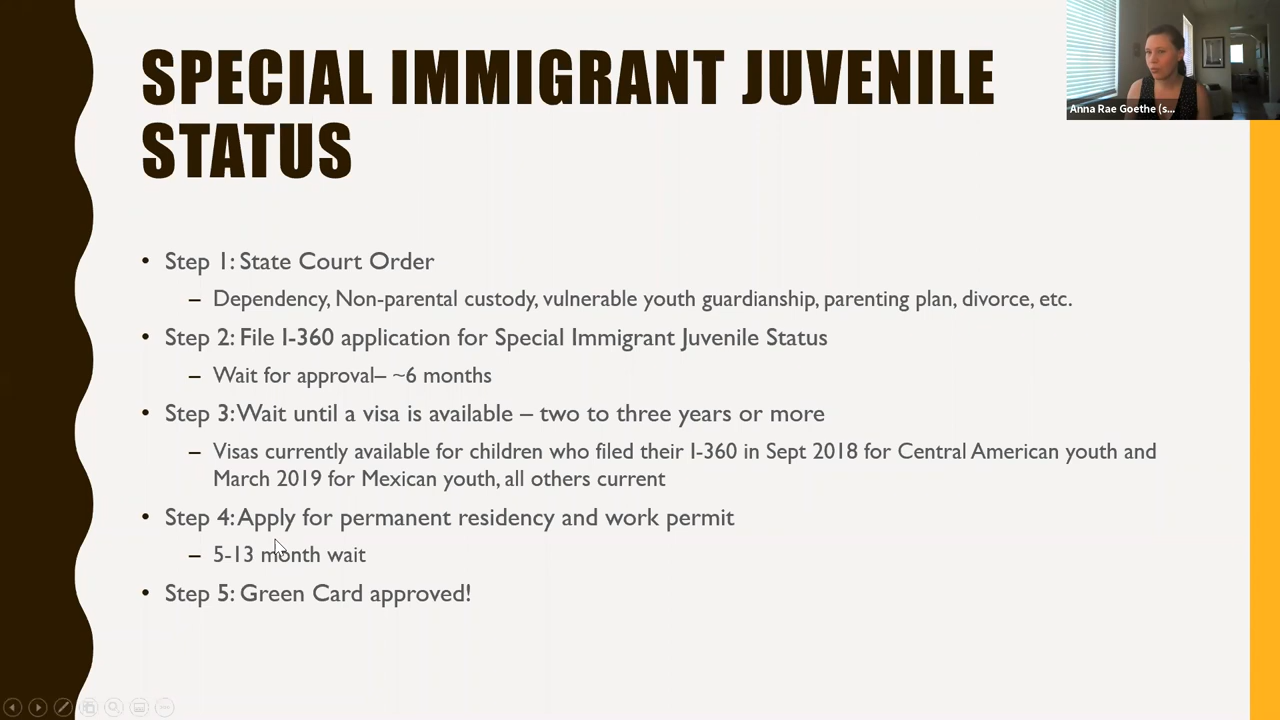 SPECIAL IMMIGRANT JUVENILE
STATUS
Anna Rae Goethe (s...
• Step 1: State Court Order
– Dependency, Non-parental custody, vulnerable youth guardianship, parenting plan, divorce, etc.
• Step 2: File I-360 application for Special Immigrant Juvenile Status
– Wait for approval– ~6 months
• Step 3: Wait until a visa is available – two to three years or more
– Visas currently available for children who filed their I-360 in Sept 2018 for Central American youth and
March 2019 for Mexican youth, all others current
• Step 4: Apply for permanent residency and work permit
– 5-13 month wait
• Step 5: Green Card approved!